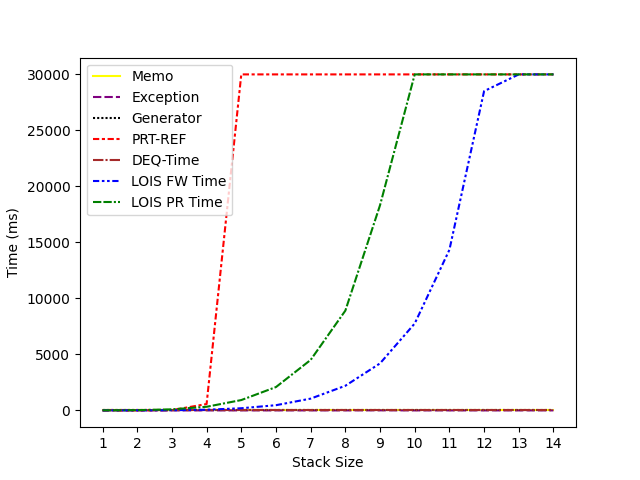 30000
25000
20000
15000
10000
5000
0
Time (ms)
Memo
Exception
Generator
PRT-REF
DEQ-Time
LOIS FW Time
LOIS PR Time
1 2 3 4 5 6 7 8 9 10 11 12 13 14
Stack Size